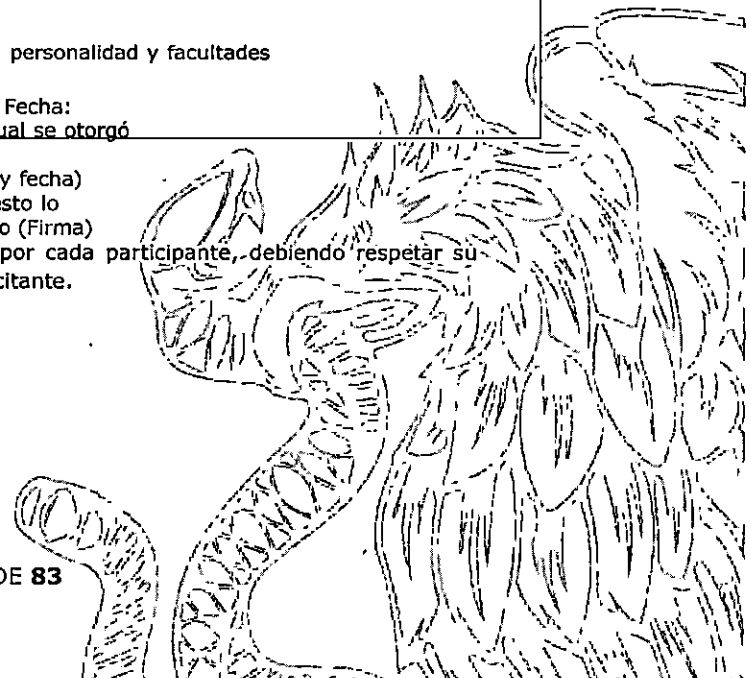 personalidad y facultades
Fecha:
ual se otorgó
y fecha)
esto lo
o (Firma)
por cada participante, debiendo respetar su
citante.
DE 83